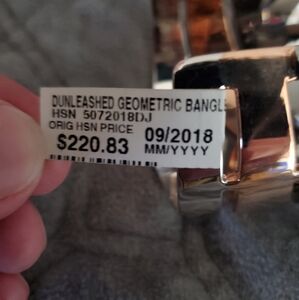 DUNLEASHED GEOMETRIC BANGL
HSN 5072018DJ
ORIG HSN PRICE 09/2018
$220.83 MM/YYYY